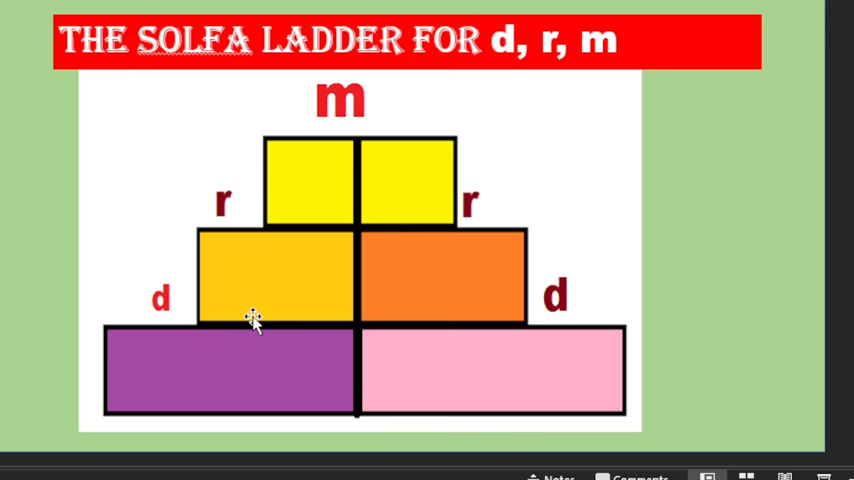 THE SOLFA LADDER FOR d, r, m
m
r r
d d
Notes Comments